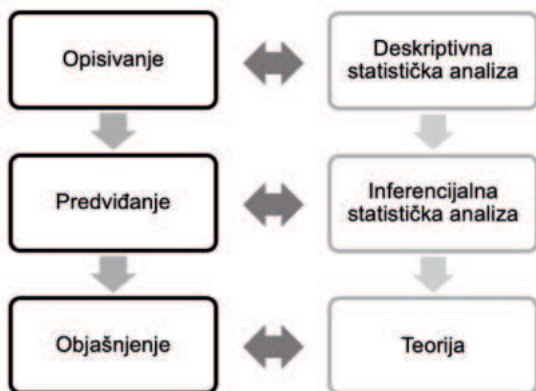 Opisivanje
Deskriptivna
statistička analiza
Predviđanje
Inferencijalna
statistička analiza
Objašnjenje
Teorija